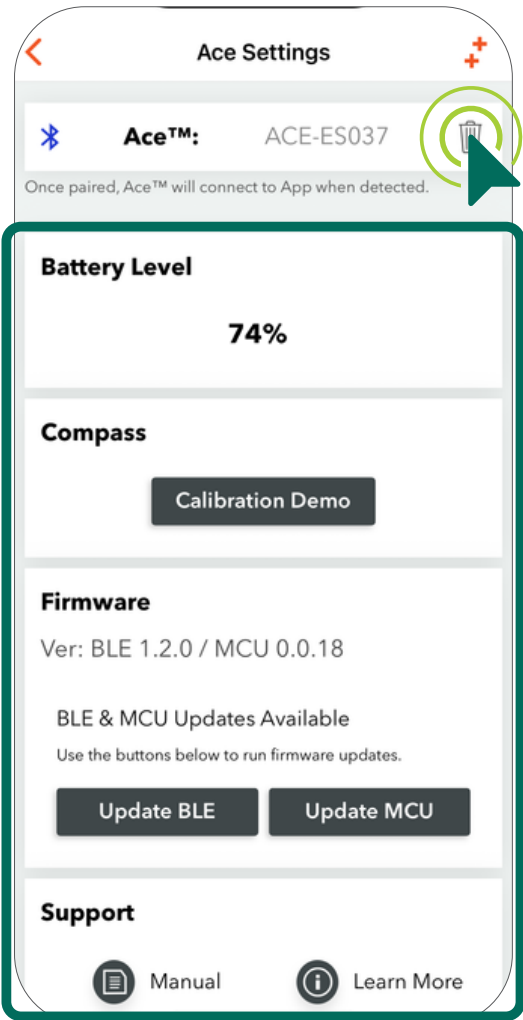 Ace Settings
Ace™: ACE-ES037
Once paired, Ace™ will connect to App when detected.
Battery Level
74%
Compass
Calibration Demo
Firmware
Ver: BLE 1.2.0 / MCU 0.0.18
BLE & MCU Updates Available
Use the buttons below to run firmware updates.
Update BLE Update MCU
Support
Manual Learn More